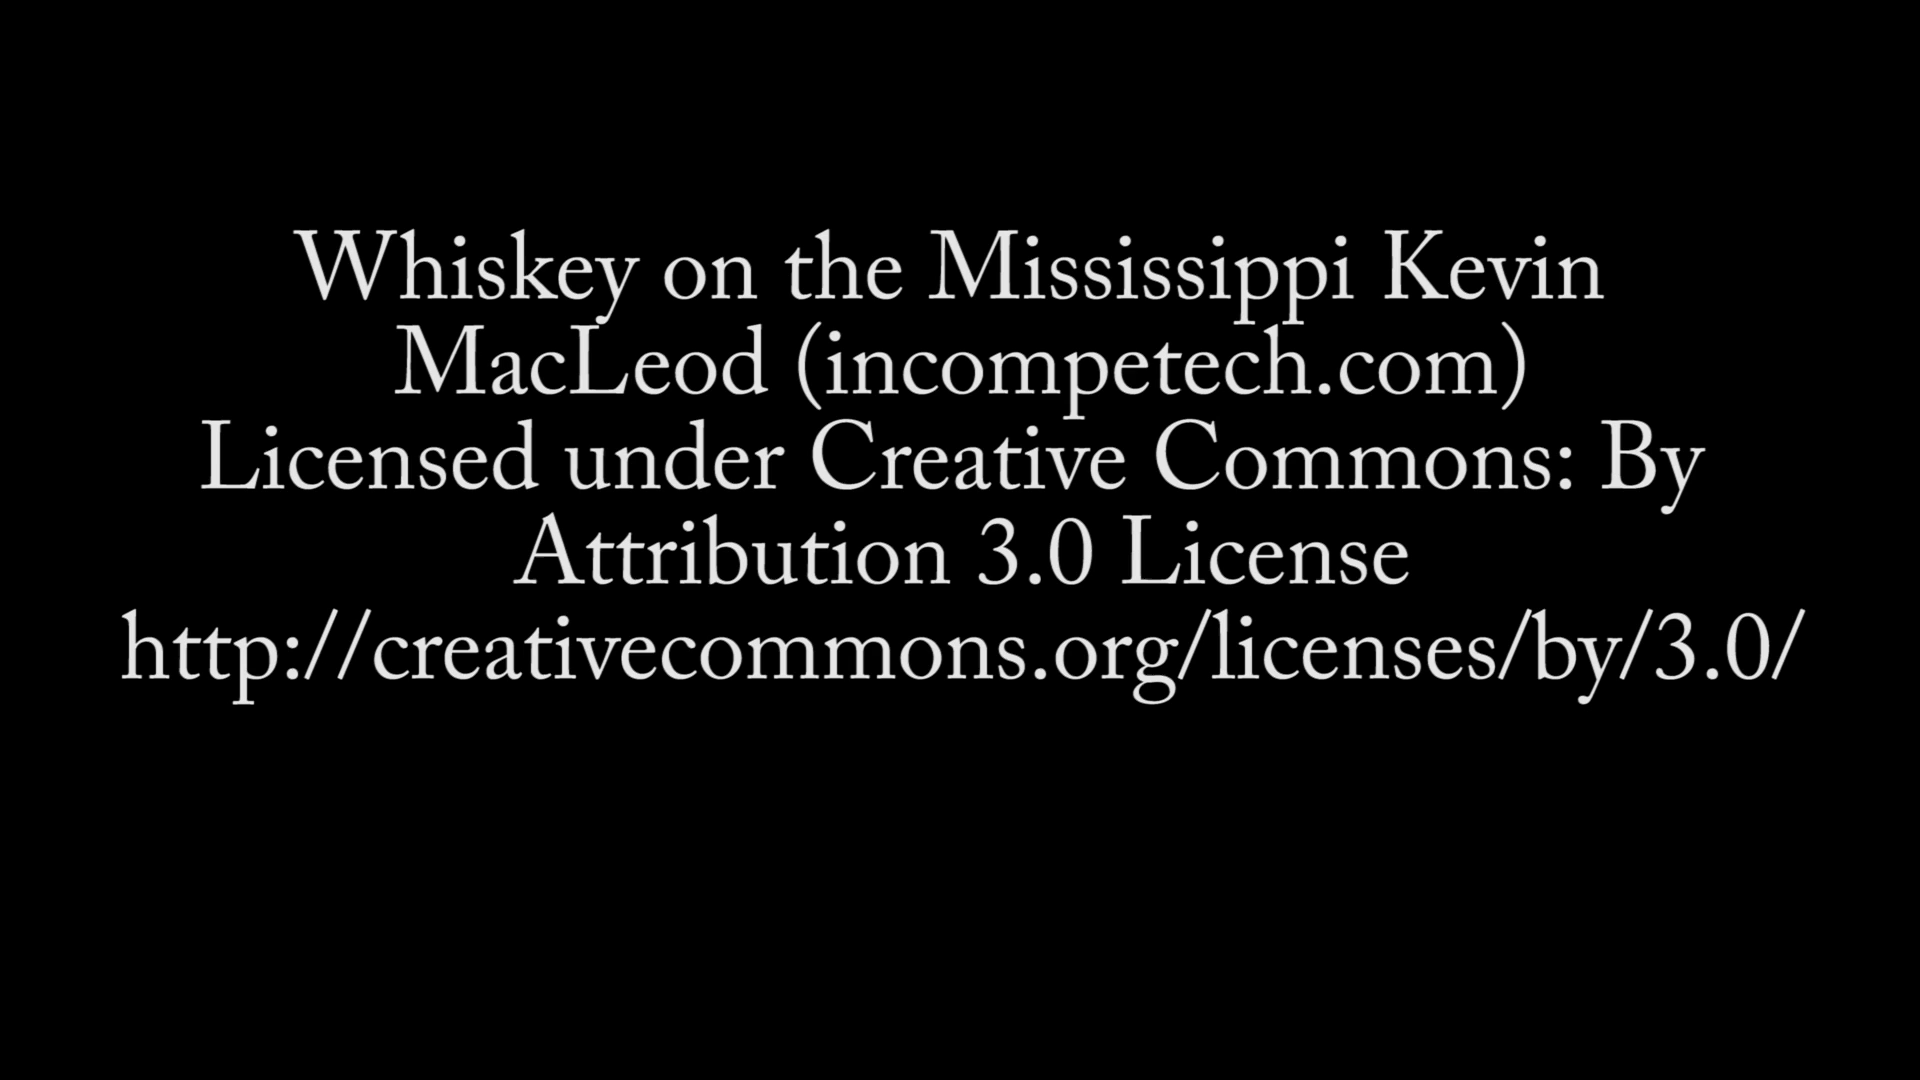 Whiskey on the Mississippi Kevin
MacLeod (incompetech.com)
Licensed under Creative Commons: By
Attribution 3.0 License
http://creativecommons.org/licenses/by/3.0/